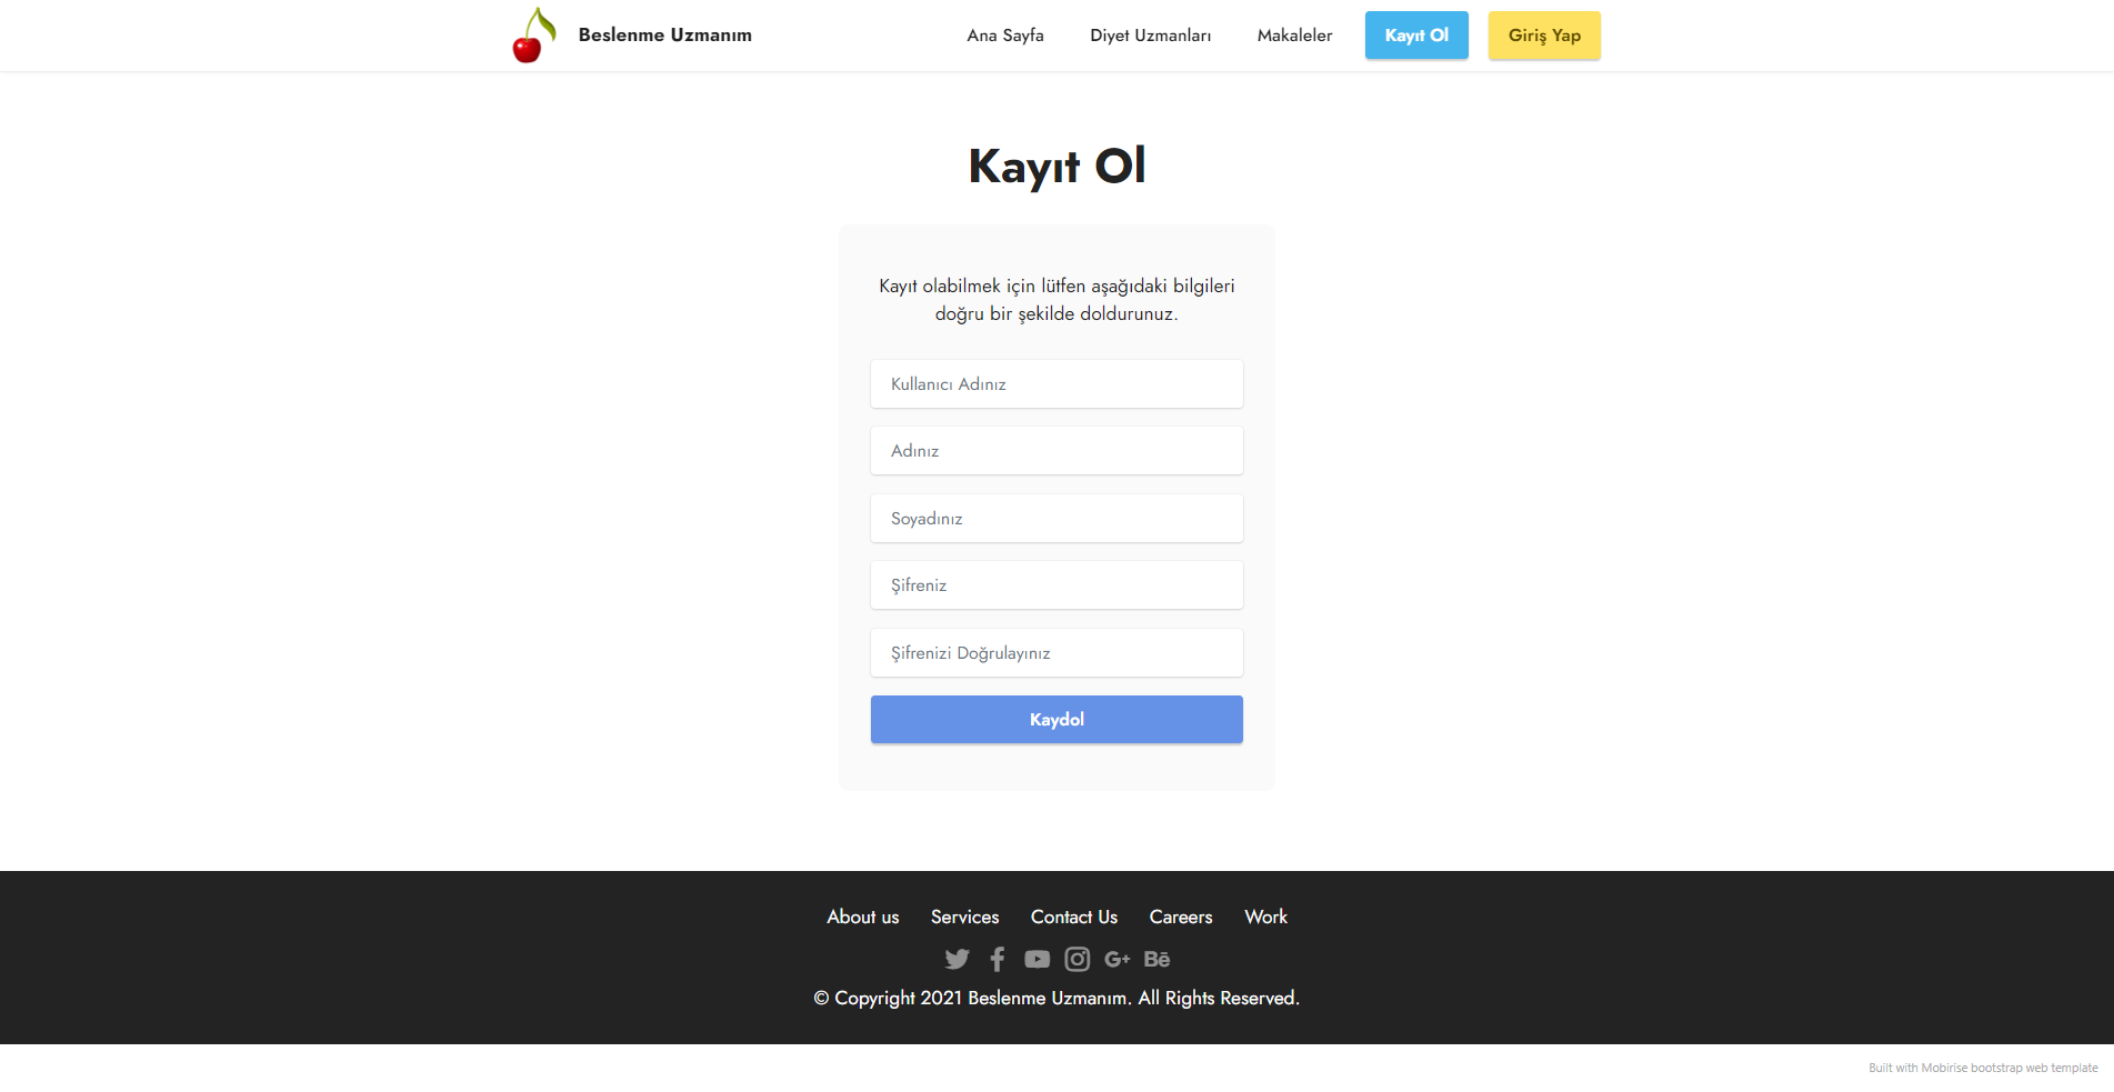 Beslenme Uzmanım
Ana Sayfa
Diyet Uzmanları
Makaleler
Kayıt Ol
Giriş Yap
Kayıt Ol
Kayıt olabilmek için lütfen aşağıdaki bilgileri
doğru bir şekilde doldurunuz.
Kullanıcı Adınız
Adınız
Soyadınız
Şifreniz
Şifrenizi Doğrulayınız
Kaydol
About us
Services
Contact Us
Careers
Work
© Copyright 2021 Beslenme Uzmanım. All Rights Reserved.
Built with Mobirise bootstrap web template